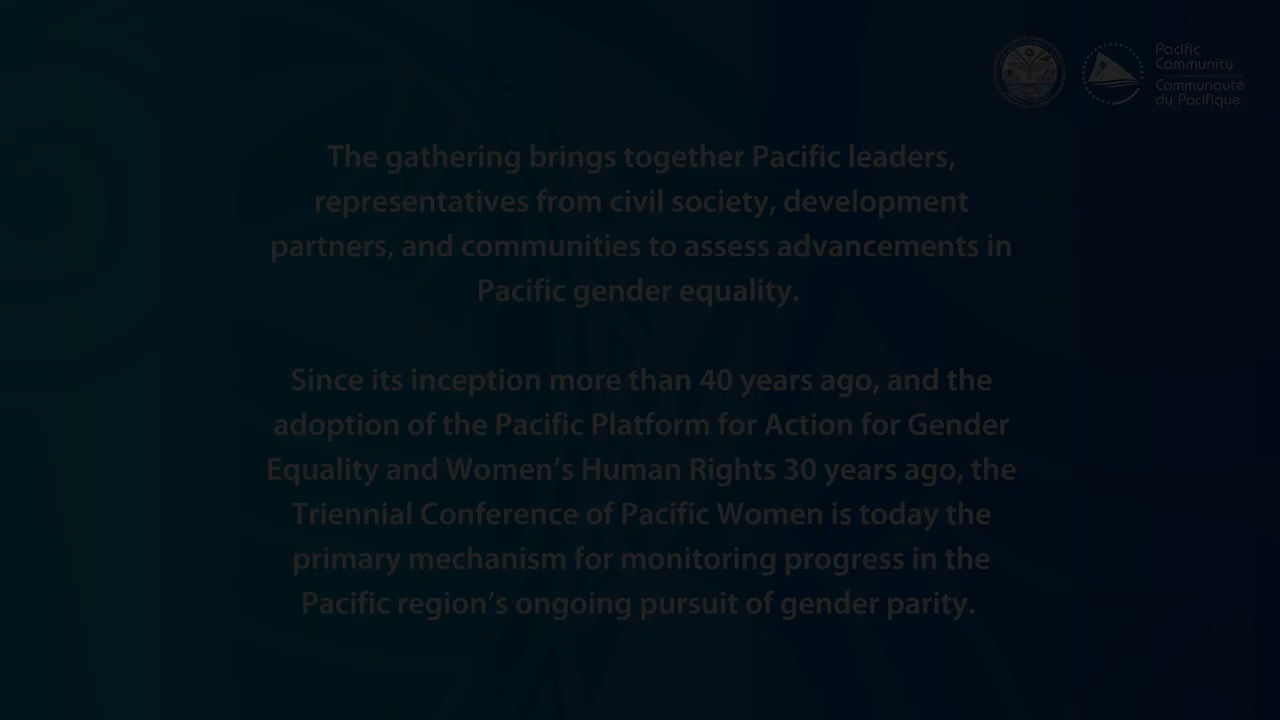 Pacific
Community
Communauté
du Pacifique
The gathering brings together Pacific leaders,
representatives from civil society, development
partners, and communities to assess advancements in
Pacific gender equality.
Since its inception more than 40 years ago, and the
adoption of the Pacific Platform for Action for Gender
Equality and Women’s Human Rights 30 years ago, the
Triennial Conference of Pacific Women is today the
primary mechanism for monitoring progress in the
Pacific region’s ongoing pursuit of gender parity.